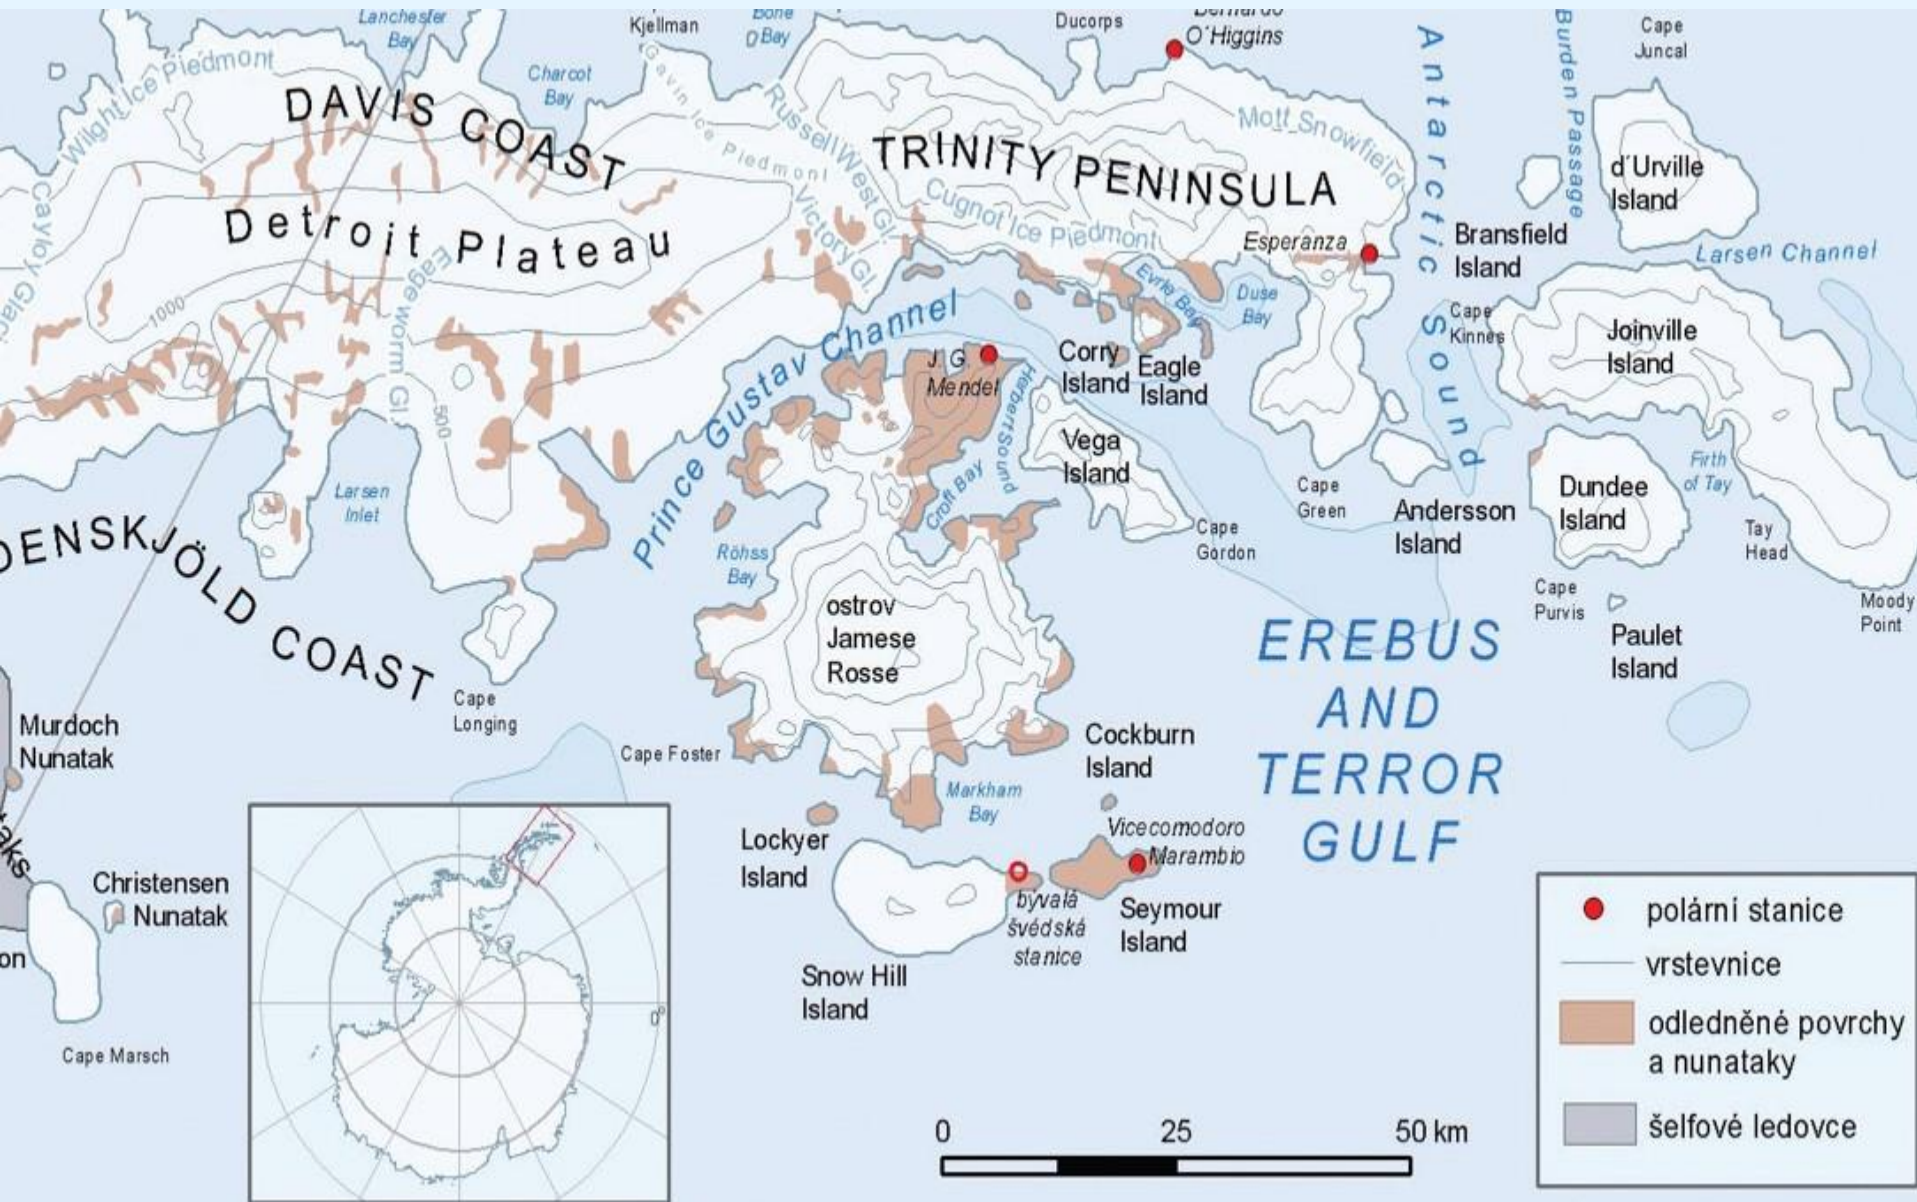 Lanchester
Bay
Kjellman
Bone
Bay
Ducorps
Bernardo
O´Higgins
Cape
Juncal
Wilght Ice Piedmont
Charcot
Bay
DAVIS COAST
Gavin Ice Piedmont
Russell West Gl.
TRINITY PENINSULA
Mott Snowfield
Antarctic Sound
Burden Passage
d´Urville
Island
Detroit Plateau
Victory Gl.
Cugnot Ice Piedmont
Esperanza
Bransfield
Island
Larsen Channel
Eageworm Gl.
1000
500
Prince Gustav Channel
Evrle Bay
Duse
Bay
Cape
Kinnes
Joinville
Island
J. G.
Mendel
Corry
Island
Eagle
Island
Herbert Sound
Vega
Island
Croft Bay
Larsen
Inlet
Cape
Green
Andersson
Island
Dundee
Island
Firth
of Tay
Tay
Head
Cape
Gordon
Röhss
Bay
DENSKJÖLD COAST
ostrov
Jamese
Rosse
EREBUS
AND
TERROR
GULF
Cape
Purvis
Paulet
Island
Moody
Point
Cape
Longing
Murdoch
Nunatak
Cape Foster
Cockburn
Island
Markham
Bay
Lockyer
Island
Vicecomodoro
Marambio
Christensen
Nunatak
bývalá
švédská
stanice
Seymour
Island
Snow Hill
Island
Cape Marsch
0°
0 25 50 km
polární stanice
vrstevnice
odledněné povrchy
a nunataky
šelfové ledovce